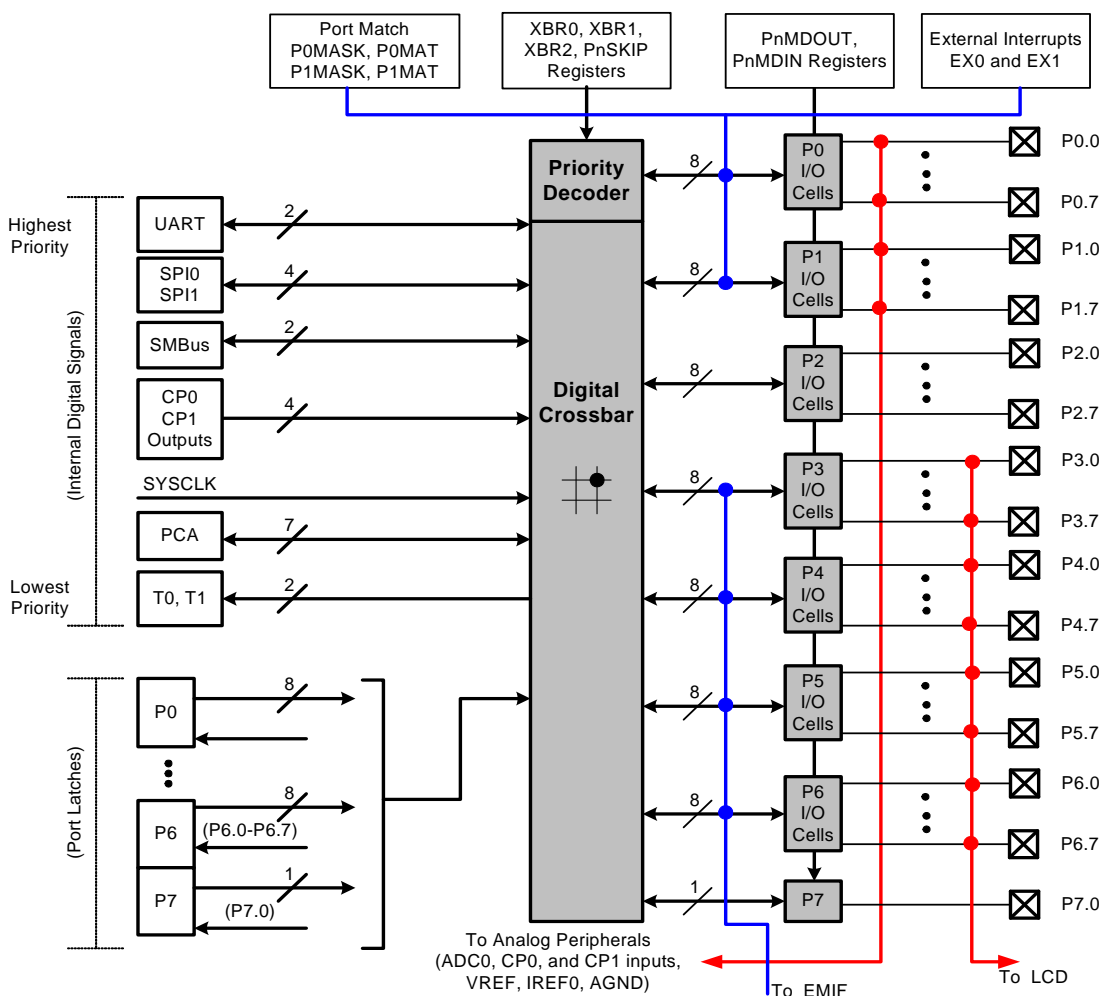 Port Match
P0MASK, P0MAT
P1MASK, P1MAT
XBR0, XBR1,
XBR2, PnSKIP
Registers
PnMDOUT,
PnMDIN Registers
External Interrupts
EX0 and EX1
Highest
Priority
(Internal Digital Signals)
Lowest
Priority
UART
2
SPI0
SPI1
4
SMBus
2
CP0
CP1
Outputs
4
SYSCLK
PCA
7
T0, T1
2
(Port Latches)
P0
8
P6
8
(P6.0-P6.7)
P7
1
(P7.0)
Priority
Decoder
Digital
Crossbar
8
P0
I/O
Cells
P0.0
P0.7
8
P1
I/O
Cells
P1.0
P1.7
8
P2
I/O
Cells
P2.0
P2.7
8
P3
I/O
Cells
P3.0
P3.7
8
P4
I/O
Cells
P4.0
P4.7
8
P5
I/O
Cells
P5.0
P5.7
8
P6
I/O
Cells
P6.0
P6.7
1
P7
P7.0
To Analog Peripherals
(ADC0, CP0, and CP1 inputs,
VREF, IREF0, AGND)
To EMIF
To LCD